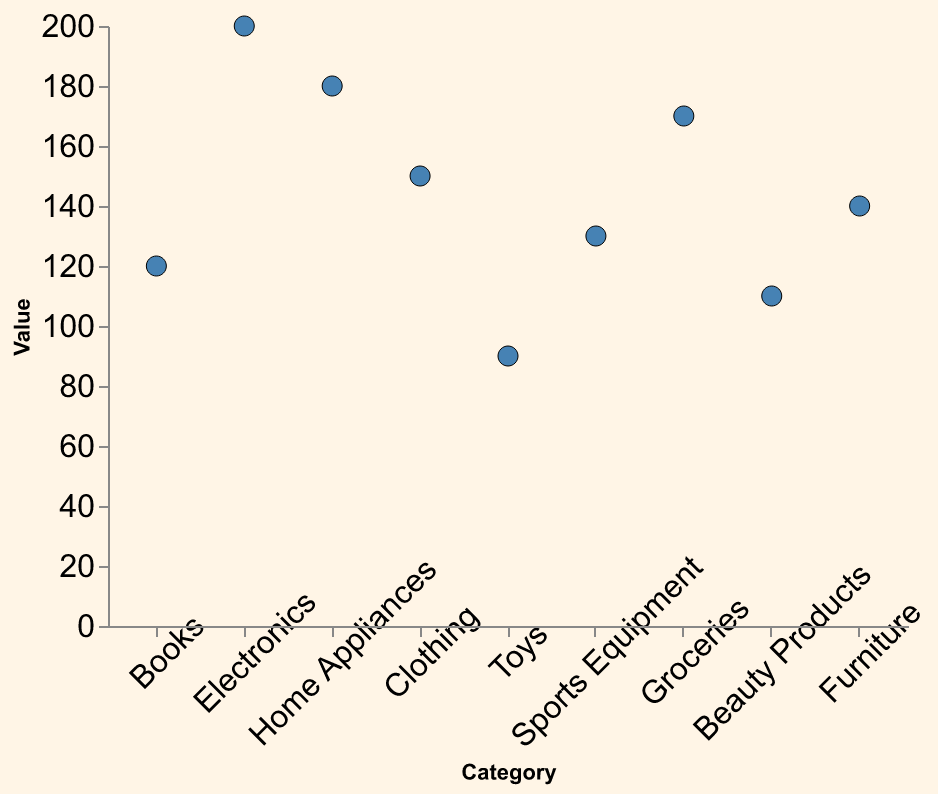 200
180
160
140
120
100
80
60
40
20
0
Value
Books
Electronics
Home Appliances
Clothing
Toys
Sports Equipment
Groceries
Beauty Products
Furniture
Category